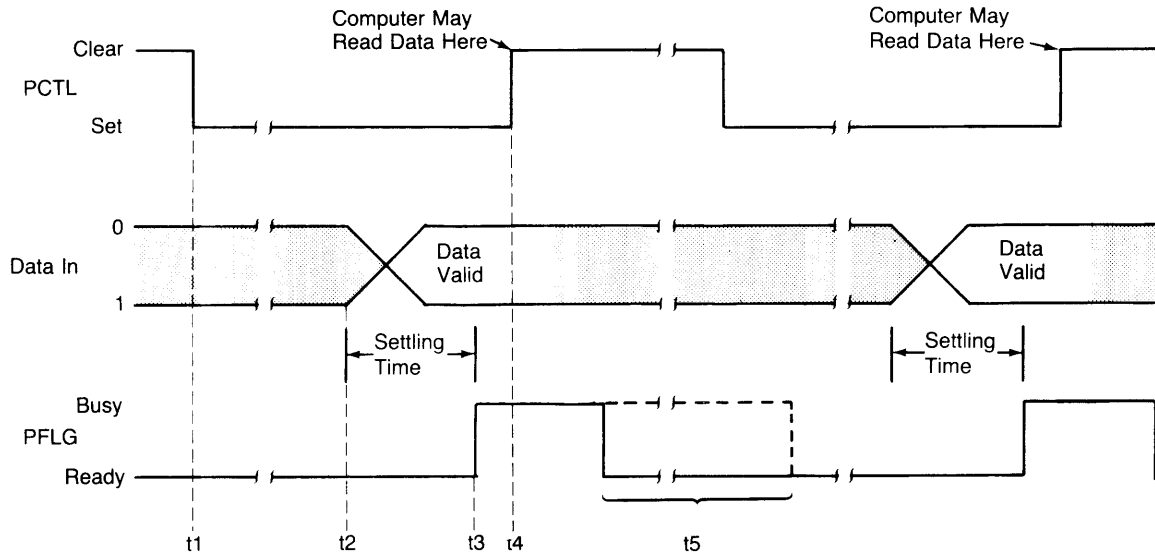 Computer May
Read Data Here
Computer May
Read Data Here
Clear
PCTL
Set
0
Data In
1
Data
Valid
Data
Valid
Settling
Time
Settling
Time
Busy
PFLG
Ready
t1
t2
t3
t4
t5